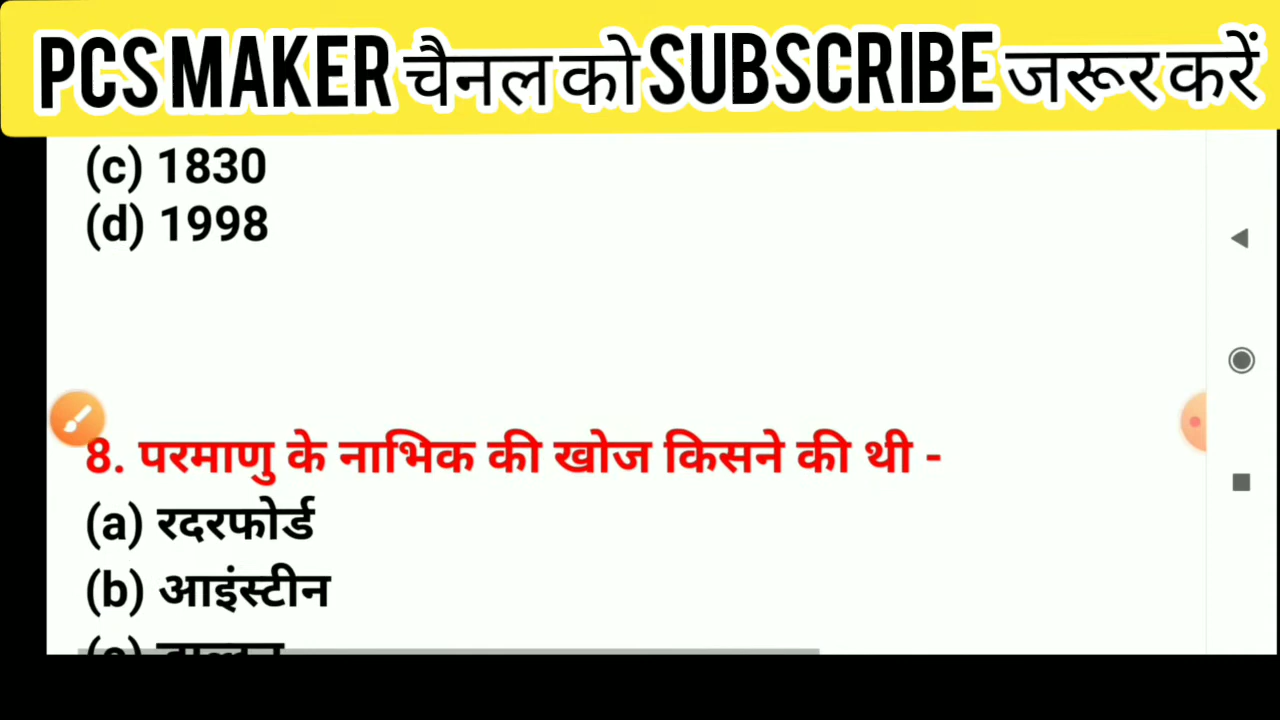 PCS MAKER चैनल को SUBSCRIBE जरूर करें
(c) 1830
(d) 1998
8. परमाणु के नाभिक की खोज किसने की थी -
(a) रदरफोर्ड
(b) आइंस्टीन